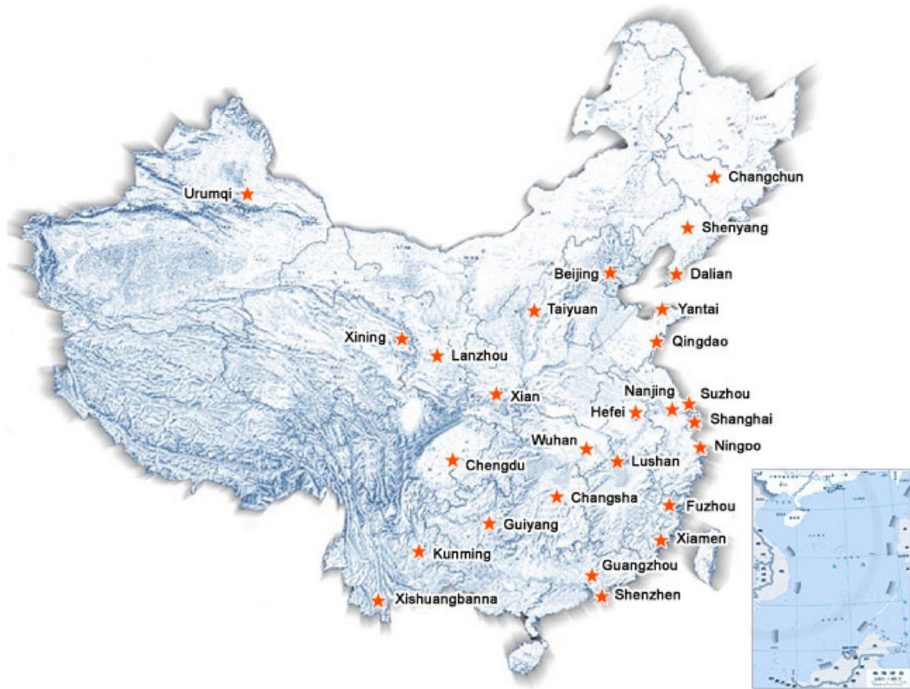 Changchun
Urumqi
Shenyang
Beijing
Dalian
Taiyuan
Yantai
Xining
Qingdao
Lanzhou
Nanjing
Suzhou
Xian
Hefei
Shanghai
Wuhan
Ningpo
Chengdu
Lushan
Changsha
Fuzhou
Guiyang
Xiamen
Kunming
Guangzhou
Xishuangbanna
Shenzhen